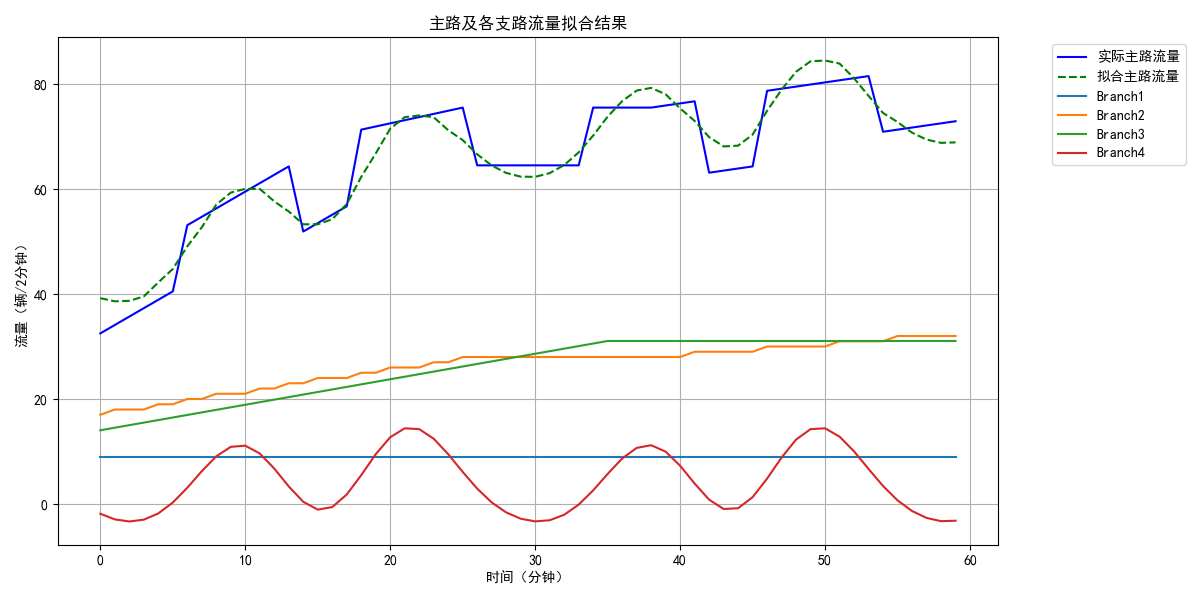 主路及各支路流量拟合结果
实际主路流量
拟合主路流量
Branch1
Branch2
Branch3
Branch4
流量（辆/2分钟）
80
60
40
20
0
0 10 20 30 40 50 60
时间（分钟）